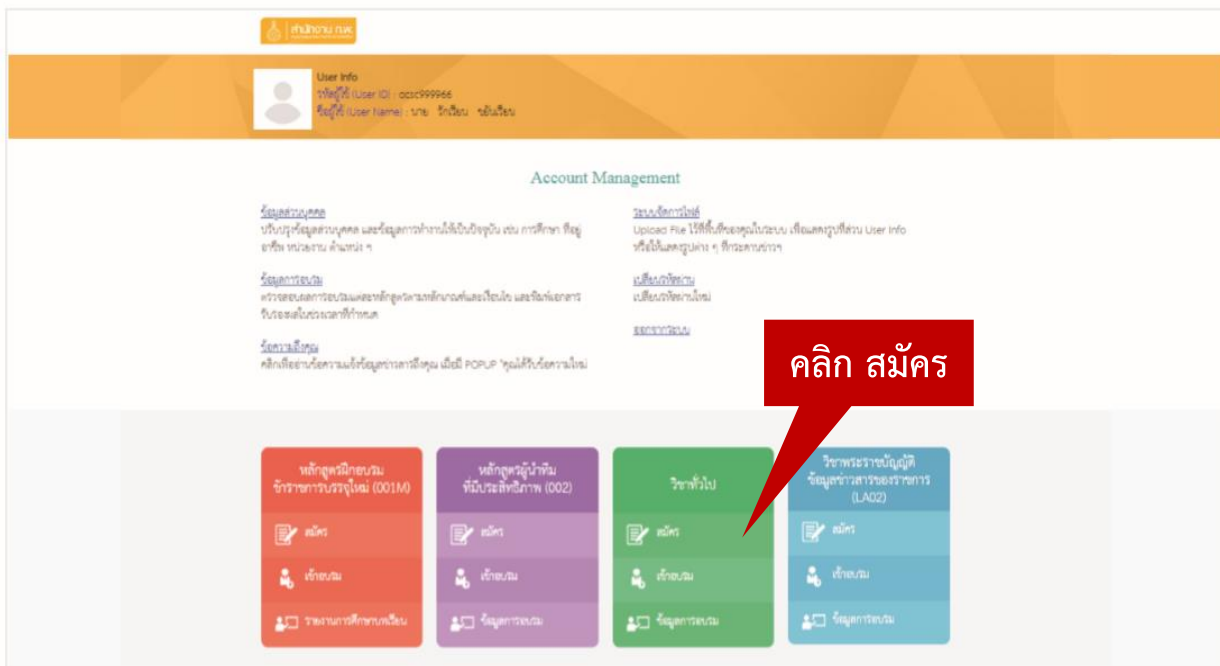 สำนักงาน ก.พ.
User Info
รหัสผู้ใช้ (User ID) : ocsc999966
ชื่อผู้ใช้ (User Name) : นาย รักเรียน ขยันเรียน
Account Management
ข้อมูลส่วนบุคคล
ปรับปรุงข้อมูลส่วนบุคคล และข้อมูลการทำงานให้เป็นปัจจุบัน เช่น การศึกษา ที่อยู่
อาชีพ หน่วยงาน ตำแหน่ง ฯ
ข้อมูลการอบรม
ตรวจสอบผลการอบรมแต่ละหลักสูตรตามหลักเกณฑ์และเงื่อนไข และพิมพ์เอกสาร
รับรองผลในช่วงเวลาที่กำหนด
ข้อความถึงคุณ
คลิกเพื่ออ่านข้อความแจ้งข้อมูลข่าวสารถึงคุณ เมื่อมี POPUP "คุณได้รับข้อความใหม่
ระบบจัดการไฟล์
Upload File ไว้ที่พื้นที่ของคุณในระบบ เพื่อแสดงรูปที่ส่วน User Info
หรือใช้แสดงรูปต่าง ๆ ที่กระดานข่าวฯ
เปลี่ยนรหัสผ่าน
เปลี่ยนรหัสผ่านใหม่
ออกจากระบบ
คลิก สมัคร
หลักสูตรฝึกอบรม
ข้าราชการบรรจุใหม่ (001M)
สมัคร
เข้าอบรม
รายงานการศึกษาบทเรียน
หลักสูตรผู้นำทีม
ที่มีประสิทธิภาพ (002)
สมัคร
เข้าอบรม
ข้อมูลการอบรม
วิชาทั่วไป
สมัคร
เข้าอบรม
ข้อมูลการอบรม
วิชาพระราชบัญญัติ
ข้อมูลข่าวสารของราชการ
(LA02)
สมัคร
เข้าอบรม
ข้อมูลการอบรม